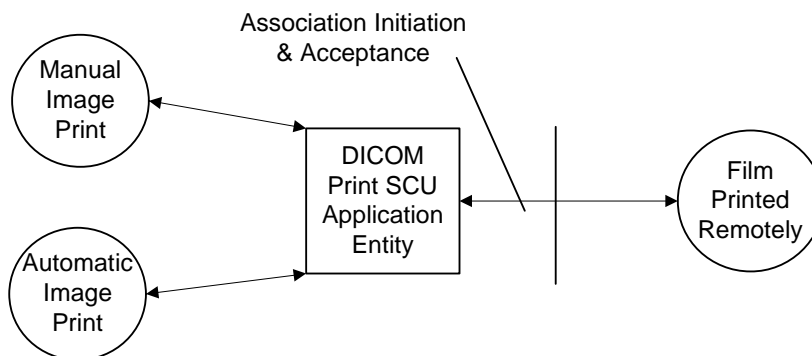 Association Initiation
& Acceptance
Manual
Image
Print
DICOM
Print SCU
Application
Entity
Film
Printed
Remotely
Automatic
Image
Print